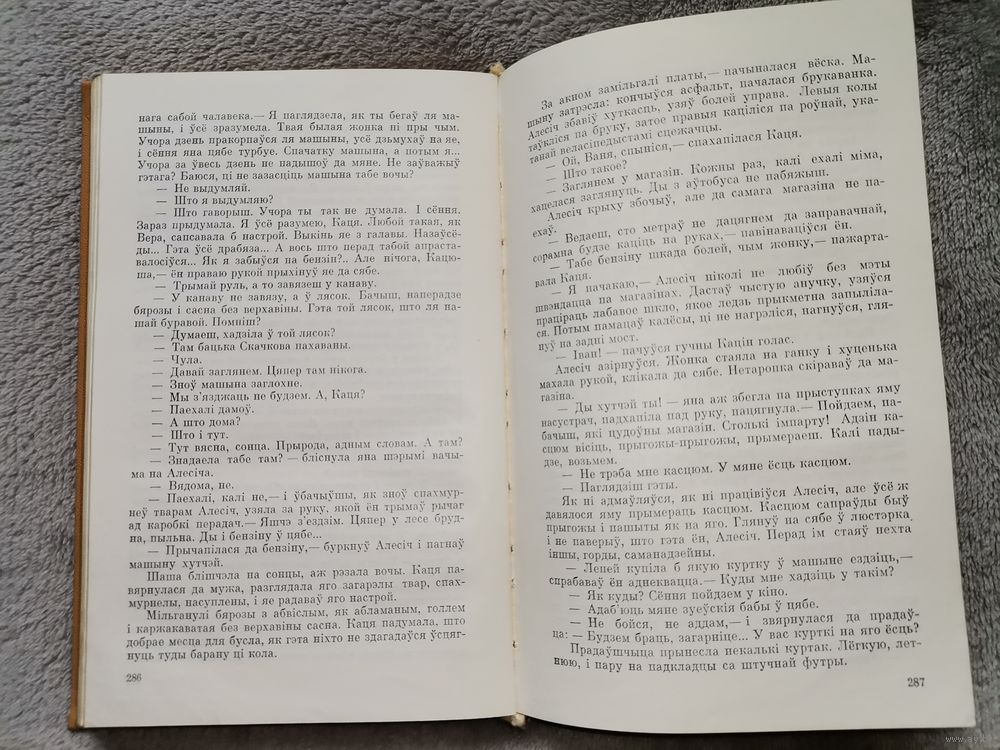 нага сабой чалавека.— Я паглядзела, як ты бегаў ля ма-
шыны, і ўсё зразумела. Твая былая жонка ні пры чым.
Учора дзень пракорпаўся ля машыны, усё дзьмухаў на яе,
і сёння яна цябе турбуе. Спачатку машына, а потым я...
Учора за ўвесь дзень не падышоў да мяне. Не заўважыў
гэтага? Баюся, ці не зазасціць машына табе вочы?
— Не выдумляй.
— Што я выдумляю?
— Што гаворыш. Учора ты так не думала. І сёння.
Зараз прыдумала. Я ўсё разумею, Каця. Любой такая, як
Вера, сапсавала б настрой. Выкінь яе з галавы. Назаўсё-
ды... Гэта ўсё драбяза... А вось што перад табой апраста-
валосіўся... Як я забыўся на бензін?.. Але нічога, Кацю-
ша,— ён праваю рукой прыхінуў яе да сябе.
— Трымай руль, а то завязеш у канаву.
— У канаву не завязу, а ў лясок. Бачыш, наперадзе
бярозы і сасна без верхавіны. Гэта той лясок, што ля на-
шай буравой. Помніш?
— Думаеш, хадзіла ў той лясок?
— Там бацька Скачкова пахаваны.
— Чула.
— Давай заглянем. Цяпер там нікога.
— Зноў машына заглохне.
— Мы з'язджаць не будзем. А, Каця?
— Паехалі дамоў.
— А што дома?
— Што і тут.
— Тут вясна, сонца. Прырода, адным словам. А там?
— Знадаела табе там? — бліснула яна шэрымі вачы-
ма на Алесіча.
— Вядома, не.
— Паехалі, калі не,— і ўбачыўшы, як зноў спахмур-
неў тварам Алесіч, узяла за руку, якой ён трымаў рычаг
ад каробкі перадач.— Яшчэ з'ездзім. Цяпер у лесе бруд-
на, пыльна. Ды і бензіну ў цябе...
— Прычапілася да бензіну,— буркнуў Алесіч і пагнаў
машыну хутчэй.
Шаша блішчэла на сонцы, аж рэзала вочы. Каця па-
вярнулася да мужа, разглядала яго загарэлы твар, спах-
мурнелы, насуплены, і яе радаваў яго настрой.
Мільганулі бярозы з абвіслым, як абламаным, голлем
і каржакаватая без верхавіны сасна. Каця падумала, што
добрае месца для бусла, як гэта ніхто не здагадаўся ўсцяг-
нуць туды барану ці кола.
286
За акном замільгалі платы,— пачыналася вёска. Ма-
шыну затрэсла: кончыўся асфальт, пачалася брукаванка.
Алесіч збавіў хуткасць, узяў болей управа. Левыя колы
таўкліся па бруку, затое правыя каціліся па роўнай, ука-
танай веласіпедыстамі сцежачцы.
— Ой, Ваня, спыніся,— спахапілася Каця.
— Што такое?
— Заглянем у магазін. Кожны раз, калі ехалі міма,
хацелася заглянуць. Ды з аўтобуса не пабяжыш.
Алесіч крыху збочыў, але да самага магазіна не па-
ехаў.
— Ведаеш, сто метраў не дацягнем да заправачнай,
сорамна будзе каціць на руках,— павінаваціўся ён.
— Табе бензіну шкада болей, чым жонку,— пажарта-
вала Каця.
— Я пачакаю,— Алесіч ніколі не любіў без мэты
швэндацца па магазінах. Дастаў чыстую анучку, узяўся
праціраць лабавое шкло, якое ледзь прыкметна запыліла-
ся. Потым памацаў калёсы, ці не нагрэліся, нагнуўся, гля-
нуў на задні мост.
— Іван! — пачуўся гучны Кацін голас.
Алесіч азірнуўся. Жонка стаяла на ганку і хуценька
махала рукой, клікала да сябе. Нетаропка скіраваў да ма-
газіна.
— Ды хутчэй ты! — яна аж збегла па прыступках яму
насустрач, падхапіла пад руку, пацягнула.— Пойдзем, па-
бачыш, які цудоўны магазін. Столькі імпарту! Адзін ка-
сцюм вісіць, прыгожы-прыгожы, прымераеш. Калі пады-
дзе, возьмем.
— Не трэба мне касцюм. У мяне ёсць касцюм.
— Паглядзіш гэты.
Як ні адмаўляўся, як ні працівіўся Алесіч, але ўсё ж
давялося яму прымераць касцюм. Касцюм сапраўды быў
прыгожы і пашыты як на яго. Глянуў на сябе ў люстэрка
і не паверыў, што гэта ён, Алесіч. Перад ім стаяў нехта
іншы, горды, саманадзейны.
— Лепей купіла б якую куртку ў машыне ездзіць,—
спрабаваў ён аднеквацца.— Куды мне хадзіць у такім?
— Як куды? Сёння пойдзем у кіно.
— Адаб'юць мяне зуеўскія бабы ў цябе.
— Не бойся, не аддам,— і звярнулася да прадаў-
ца: — Будзем браць, загарніце... У вас курткі на яго ёсць?
Прадаўшчыца прынесла некалькі куртак. Лёгкую, лет-
нюю, і пару на падкладцы са штучнай футры.
287